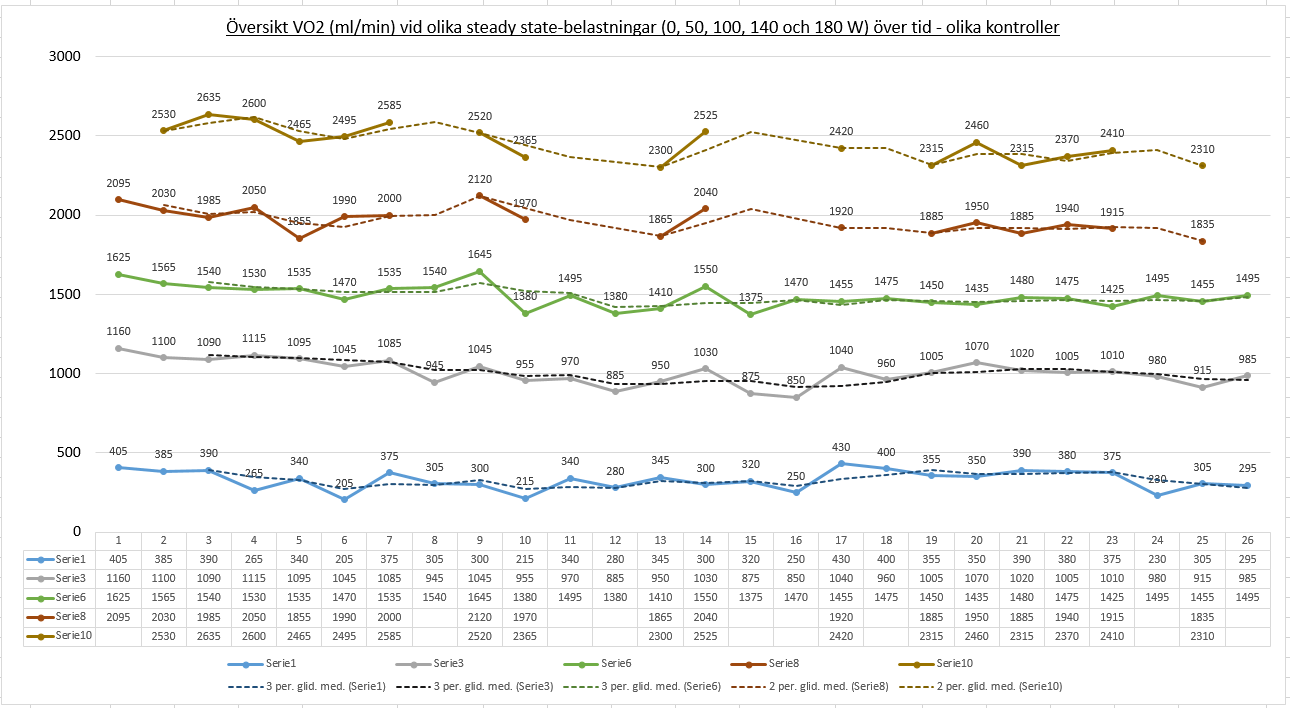 Översikt VO2 (ml/min) vid olika steady state-belastningar (0, 50, 100, 140 och 180 W) över tid - olika kontroller
3000
2500
2000
1500
1000
500
0
2530 2635 2600 2465 2495 2585 2520 2365 2300 2525 2420 2315 2460 2315 2370 2410 2310
2095 2030 1985 2050 1855 1990 2000 2120 1970 1865 2040 1920 1885 1950 1885 1940 1915 1835
1625 1565 1540 1530 1535 1470 1535 1540 1645 1380 1495 1380 1410 1550 1375 1470 1455 1475 1450 1435 1480 1475 1425 1495 1455 1495
1160 1100 1090 1115 1095 1045 1085 945 1045 955 970 885 950 1030 875 850 1040 960 1005 1070 1020 1005 1010 980 915 985
405 385 390 265 340 205 375 305 300 215 340 280 345 300 320 250 430 400 355 350 390 380 375 230 305 295
1 2 3 4 5 6 7 8 9 10 11 12 13 14 15 16 17 18 19 20 21 22 23 24 25 26
Serie1 405 385 390 265 340 205 375 305 300 215 340 280 345 300 320 250 430 400 355 350 390 380 375 230 305 295
Serie3 1160 1100 1090 1115 1095 1045 1085 945 1045 955 970 885 950 1030 875 850 1040 960 1005 1070 1020 1005 1010 980 915 985
Serie6 1625 1565 1540 1530 1535 1470 1535 1540 1645 1380 1495 1380 1410 1550 1375 1470 1455 1475 1450 1435 1480 1475 1425 1495 1455 1495
Serie8 2095 2030 1985 2050 1855 1990 2000 2120 1970 1865 2040 1920 1885 1950 1885 1940 1915 1835
Serie10 2530 2635 2600 2465 2495 2585 2520 2365 2300 2525 2420 2315 2460 2315 2370 2410 2310
Serie1 Serie3 Serie6 Serie8 Serie10
3 per. glid. med. (Serie1) 3 per. glid. med. (Serie3) 3 per. glid. med. (Serie6) 2 per. glid. med. (Serie8) 2 per. glid. med. (Serie10)